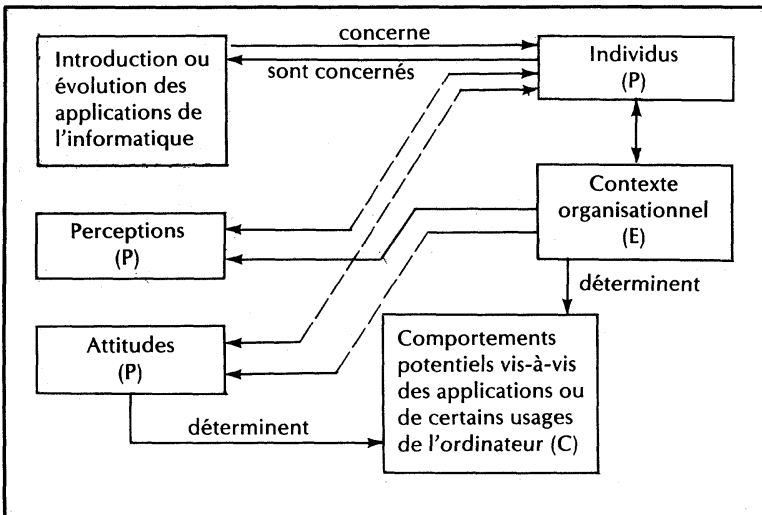 concerne
Introduction ou
évolution des
applications de
l'informatique
sont concernés
Individus
(P)
Perceptions
(P)
Contexte
organisationnel
(E)
déterminent
Attitudes
(P)
déterminent
Comportements
potentiels vis-à-vis
des applications ou
de certains usages
de l'ordinateur (C)